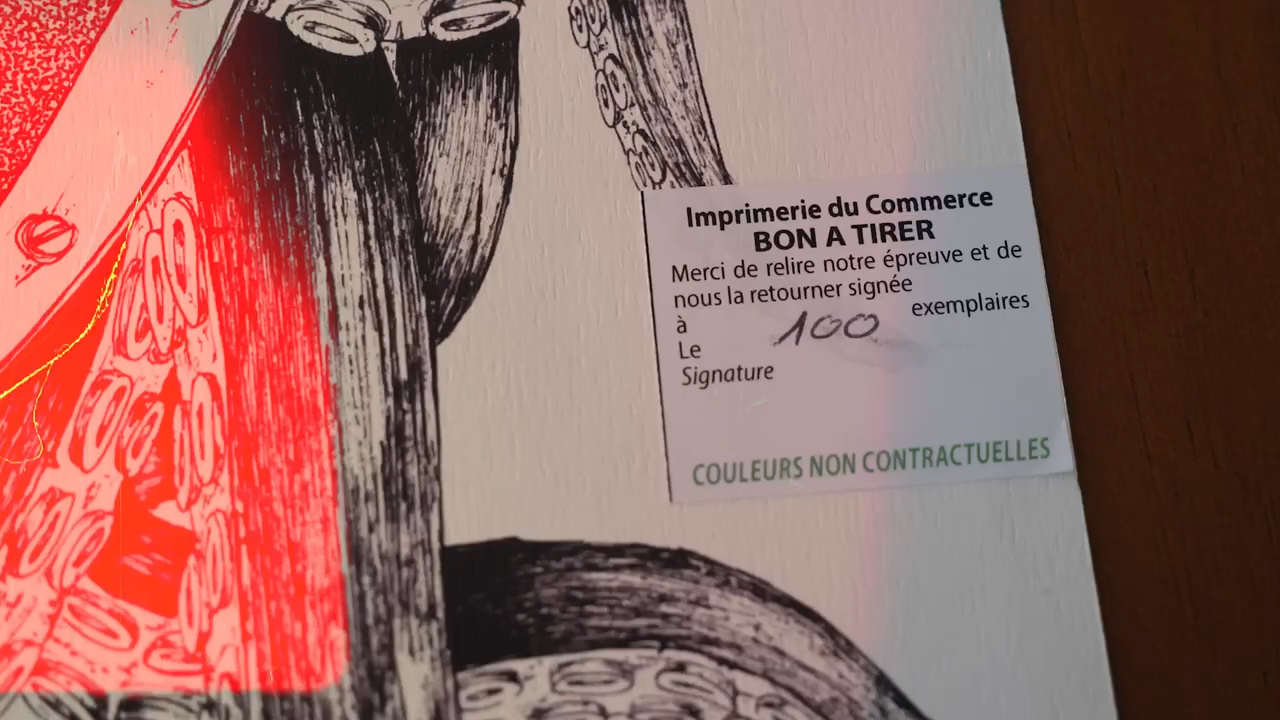 Imprimerie du Commerce
BON A TIRER
Merci de relire notre épreuve et de
nous la retourner signée
à 100 exemplaires
Le
Signature
COULEURS NON CONTRACTUELLES